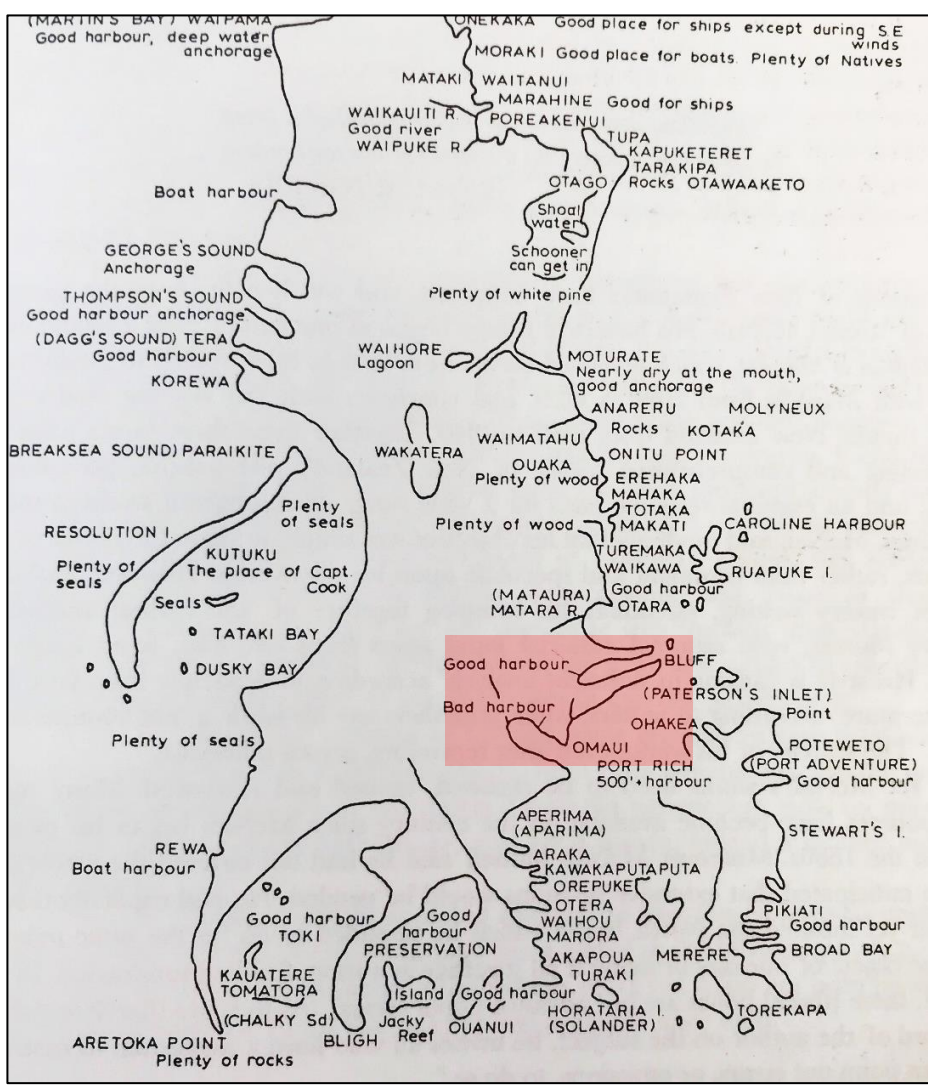 (MARTIN'S BAY) WAIPAMA
Good harbour, deep water
anchorage
Boat harbour
GEORGE'S SOUND
Anchorage
THOMPSON'S SOUND
Good harbour anchorage
(DAGG'S SOUND) TERA
Good harbour
KOREWA
BREAKSEA SOUND) PARAIKITE
Plenty
of seals
RESOLUTION I.
Plenty of
seals
KUTUKU
The place of Capt.
Cook
Seals
TATAKI BAY
DUSKY BAY
Plenty of seals
REWA
Boat harbour
Good harbour
TOKI
KAUATERE
TOMATORA
(CHALKY Sd)
ARETOKA POINT
Plenty of rocks
BLIGH
Good
harbour
PRESERVATION
Island
Jacky
Reef
Good harbour
OUANUI
ONEKAKA Good place for ships except during S.E
winds
MORAKI Good place for boats. Plenty of Natives
MATAKI WAITANUI
MARAHINE Good for ships
WAIKAUITI R.
Good river
POREAKENUI
WAIPUKE R
TUPA
KAPUKETERET
TARAKIPA
OTAGO
Rocks OTAWAAKETO
Shoal
water
Schooner
can get in
Plenty of white pine
WAIHORE
Lagoon
MOTURATE
Nearly dry at the mouth,
good anchorage
ANARERU
MOLYNEUX
Rocks
KOTAKA
WAKATERA
WAIMATAHU
ONITU POINT
OUAKA
Plenty of wood
EREHAKA
MAHAKA
TOTAKA
Plenty of wood
MAKATI
CAROLINE HARBOUR
TUREMAKA
WAIKAWA
RUAPUKE I.
Good harbour
(MATAURA)
MATARA R.
OTARA
Good harbour
BLUFF
Bad harbour
(PATERSON'S INLET)
Point
OHAKEA
OMAUI
PORT RICH
500'+ harbour
POTEWETO
(PORT ADVENTURE)
Good harbour
STEWART'S I.
APERIMA
(APARIMA)
ARAKA
KAWAKAPUTAPUTA
OREPUKE
OTERA
WAIHOU
MARORA
AKAPOUA
TURAKI
PIKIATI
Good harbour
BROAD BAY
MERERE
HORATARIA I.
(SOLANDER)
TOREKAPA